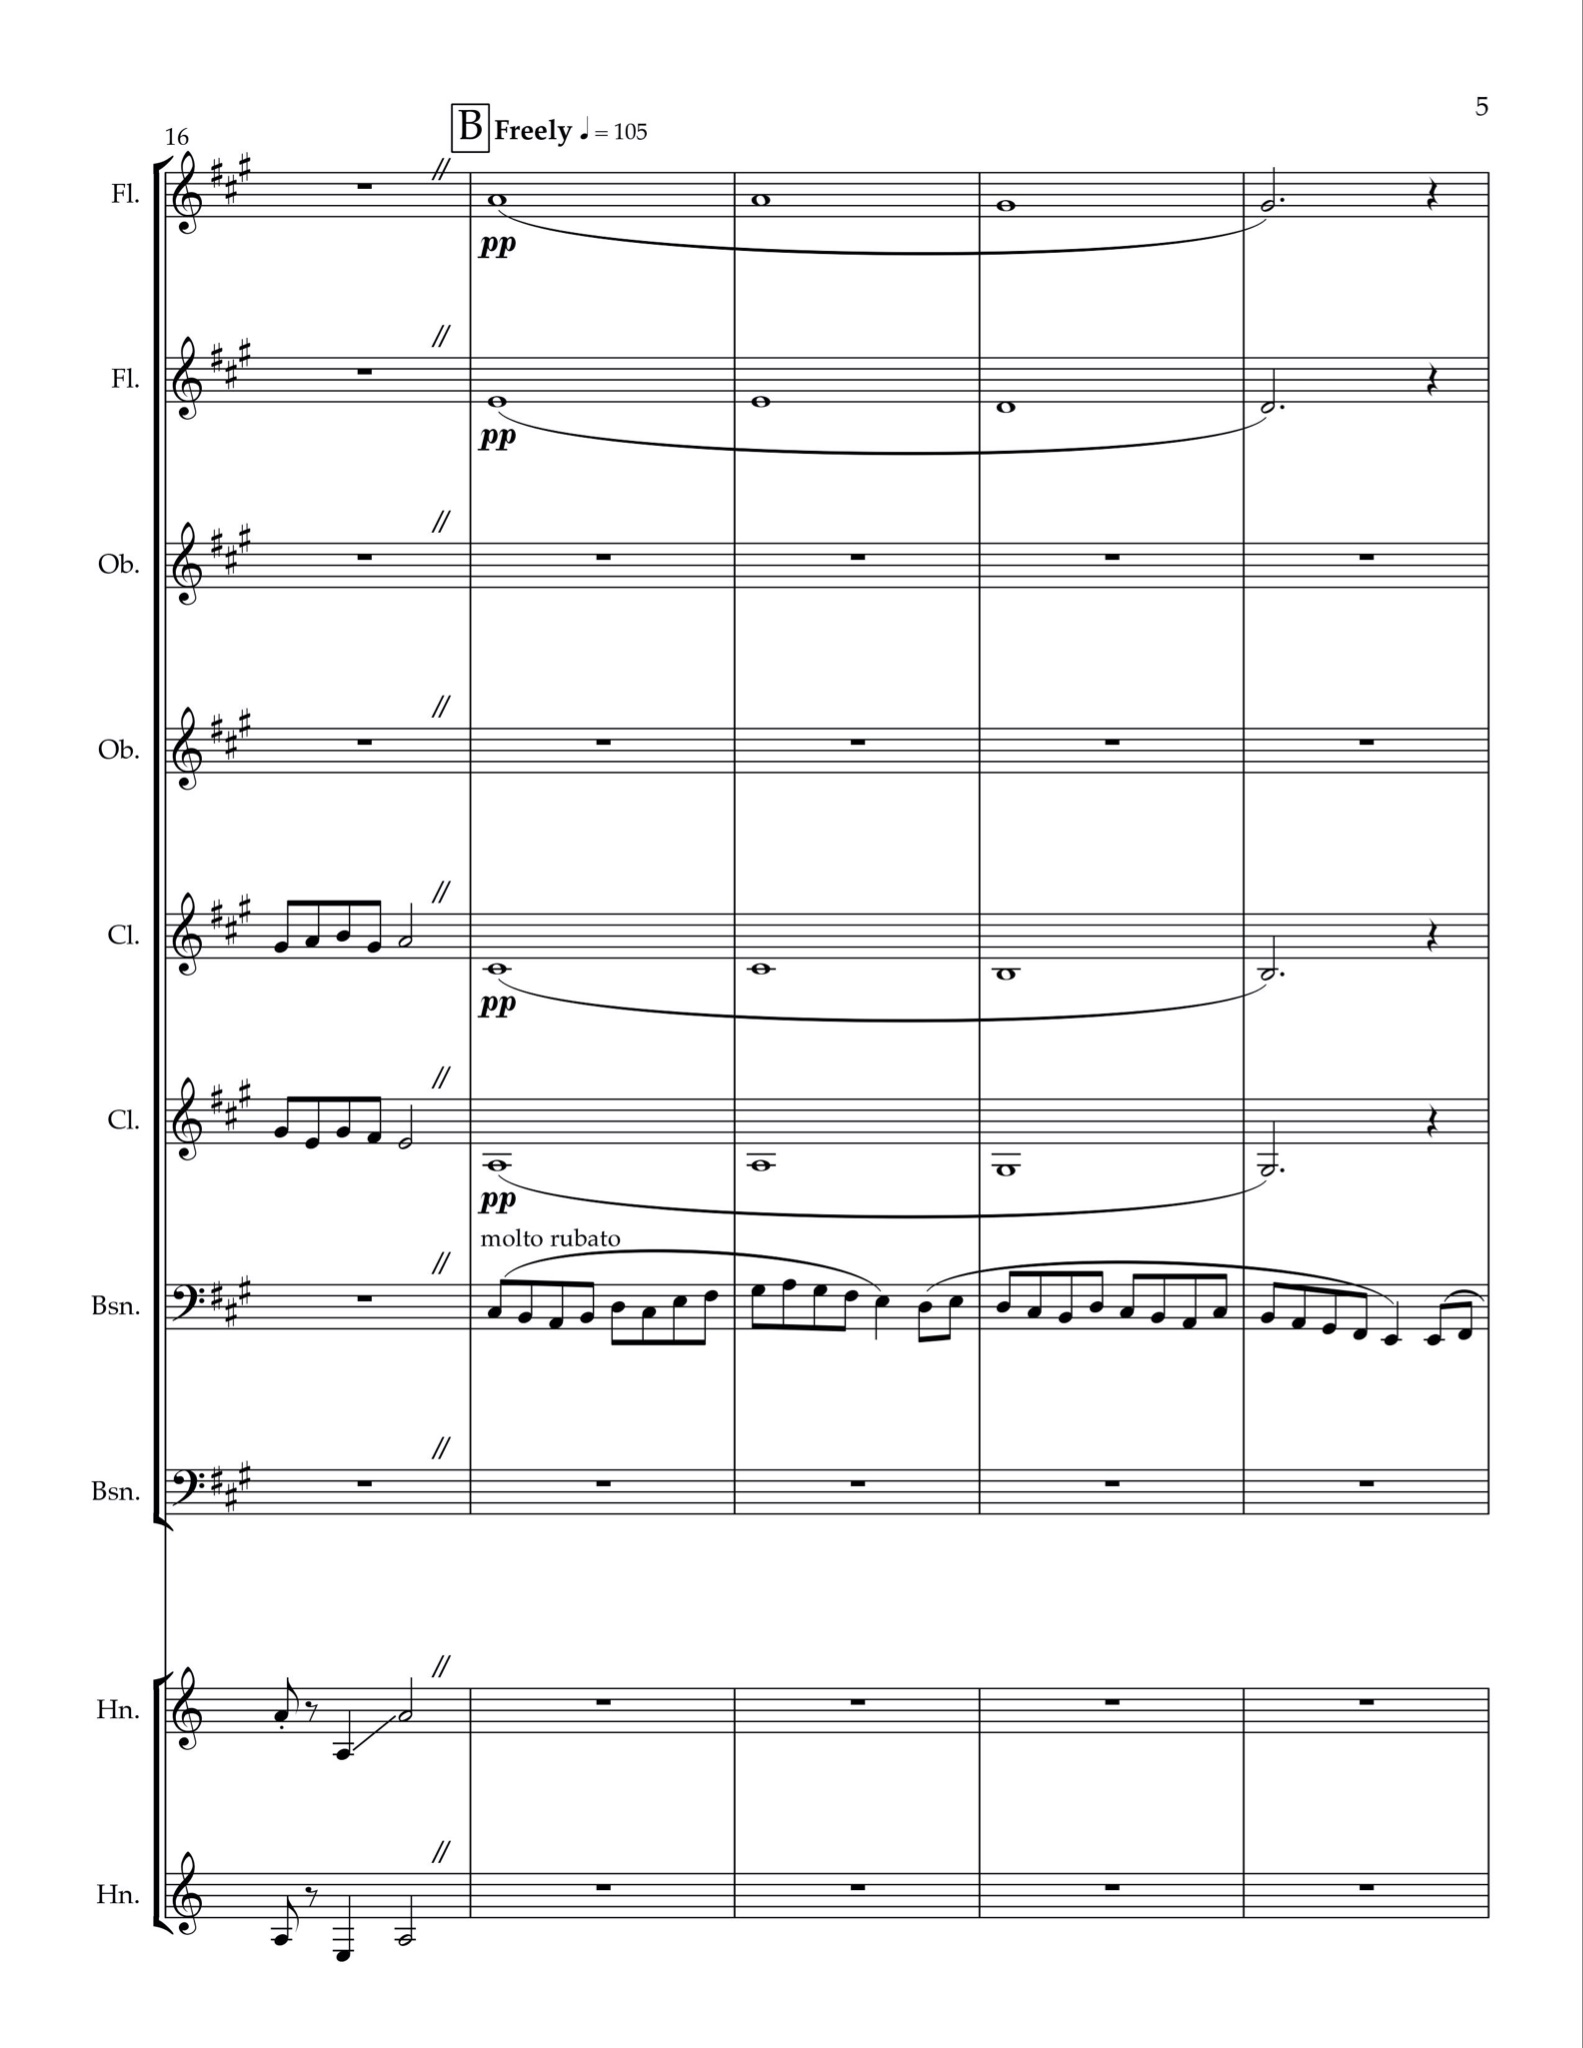 5
16
B Freely ♩ = 105
Fl.
pp
Fl.
pp
Ob.
Ob.
Cl.
pp
Cl.
pp
molto rubato
Bsn.
Bsn.
Hn.
Hn.